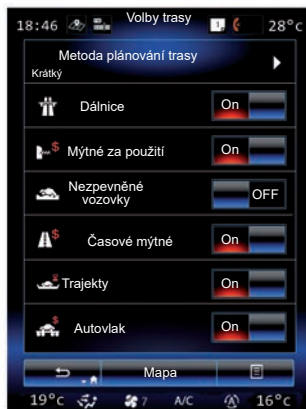 18:46 Volby trasy 1 28°c
Metoda plánování trasy
Krátký
Dálnice On
Mýtné za použití On
Nezpevněné
vozovky OFF
Časové mýtné On
Trajekty On
Autovlak On
Mapa
19°c 7 A/C 16°c